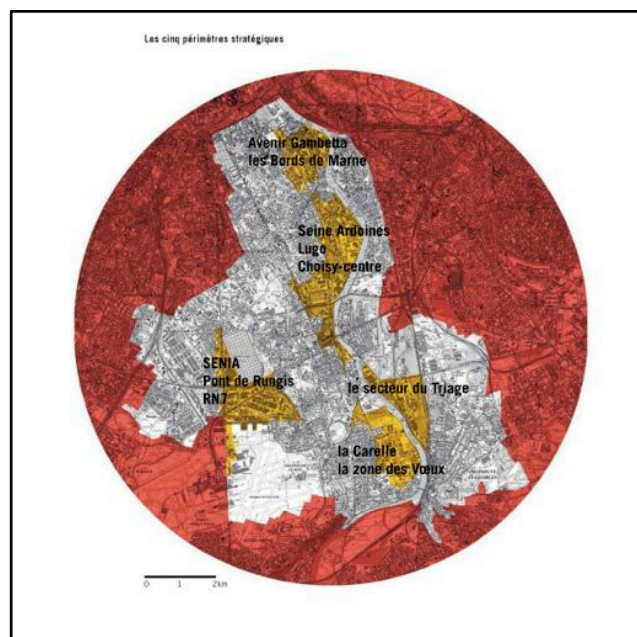 Les cinq périmètres stratégiques
Avenir Gambetta
les Bords de Marne
Seine Ardoines
Lugo
Choisy-centre
SENIA
Pont de Rungis
RN7
le secteur du Triage
la Carelle
la zone des Vœux
0 1 2km